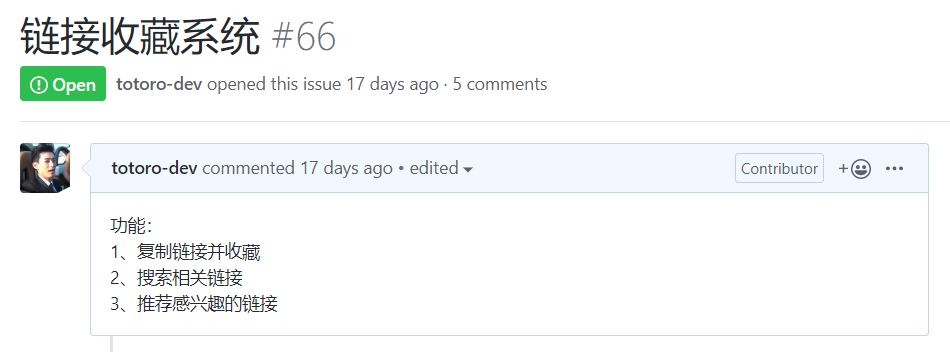 链接收藏系统 #66
Open totoro-dev opened this issue 17 days ago · 5 comments
totoro-dev commented 17 days ago • edited Contributor
功能：
1、复制链接并收藏
2、搜索相关链接
3、推荐感兴趣的链接